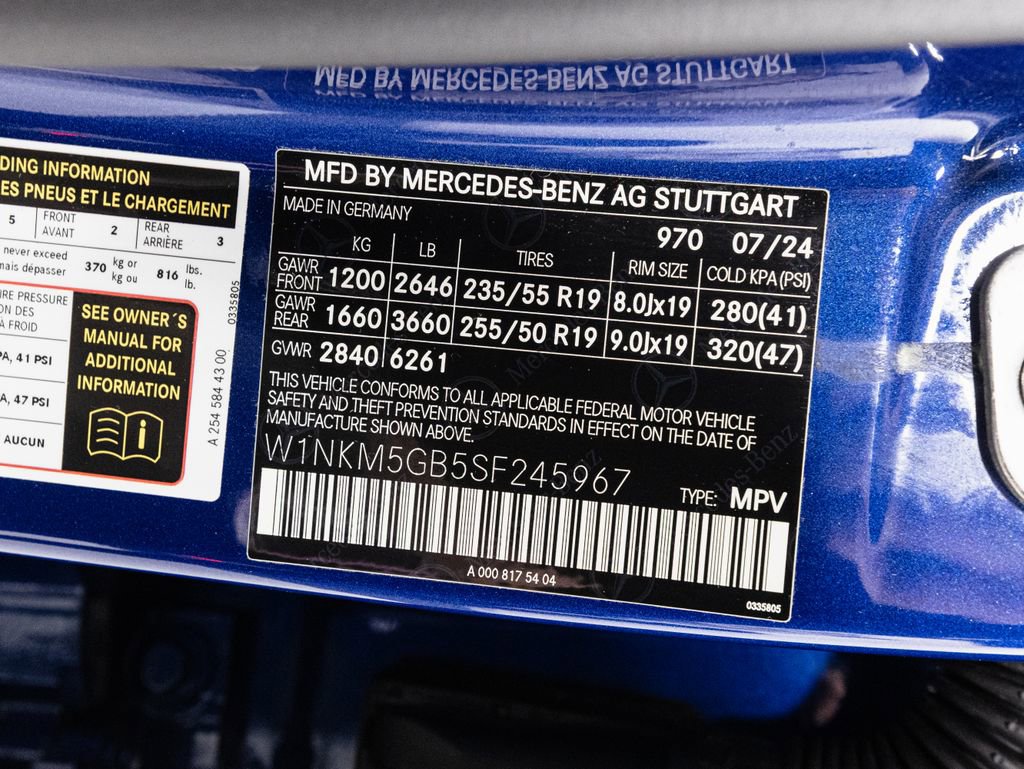 MFD BY MERCEDES-BENZ AG STUTTGART
DING INFORMATION
ES PNEUS ET LE CHARGEMENT
5 FRONT AVANT 2 REAR ARRIÈRE 3
never exceed
mais dépasser 370 kg or kg ou 816 lbs. lb.
RE PRESSURE
ON DES
À FROID
PA, 41 PSI
A, 47 PSI
AUCUN
SEE OWNER´S
MANUAL FOR
ADDITIONAL
INFORMATION
0335805
A 254 584 43 00
MFD BY MERCEDES-BENZ AG STUTTGART
MADE IN GERMANY
970 07/24
KG LB TIRES RIM SIZE COLD KPA(PSI)
GAWR FRONT 1200 2646 235/55 R19 8.0Jx19 280(41)
GAWR REAR 1660 3660 255/50 R19 9.0Jx19 320(47)
GVWR 2840 6261
THIS VEHICLE CONFORMS TO ALL APPLICABLE FEDERAL MOTOR VEHICLE
SAFETY AND THEFT PREVENTION STANDARDS IN EFFECT ON THE DATE OF
MANUFACTURE SHOWN ABOVE.
W1NKM5GB5SF245967
TYPE: MPV
A 000 817 54 04
0335805